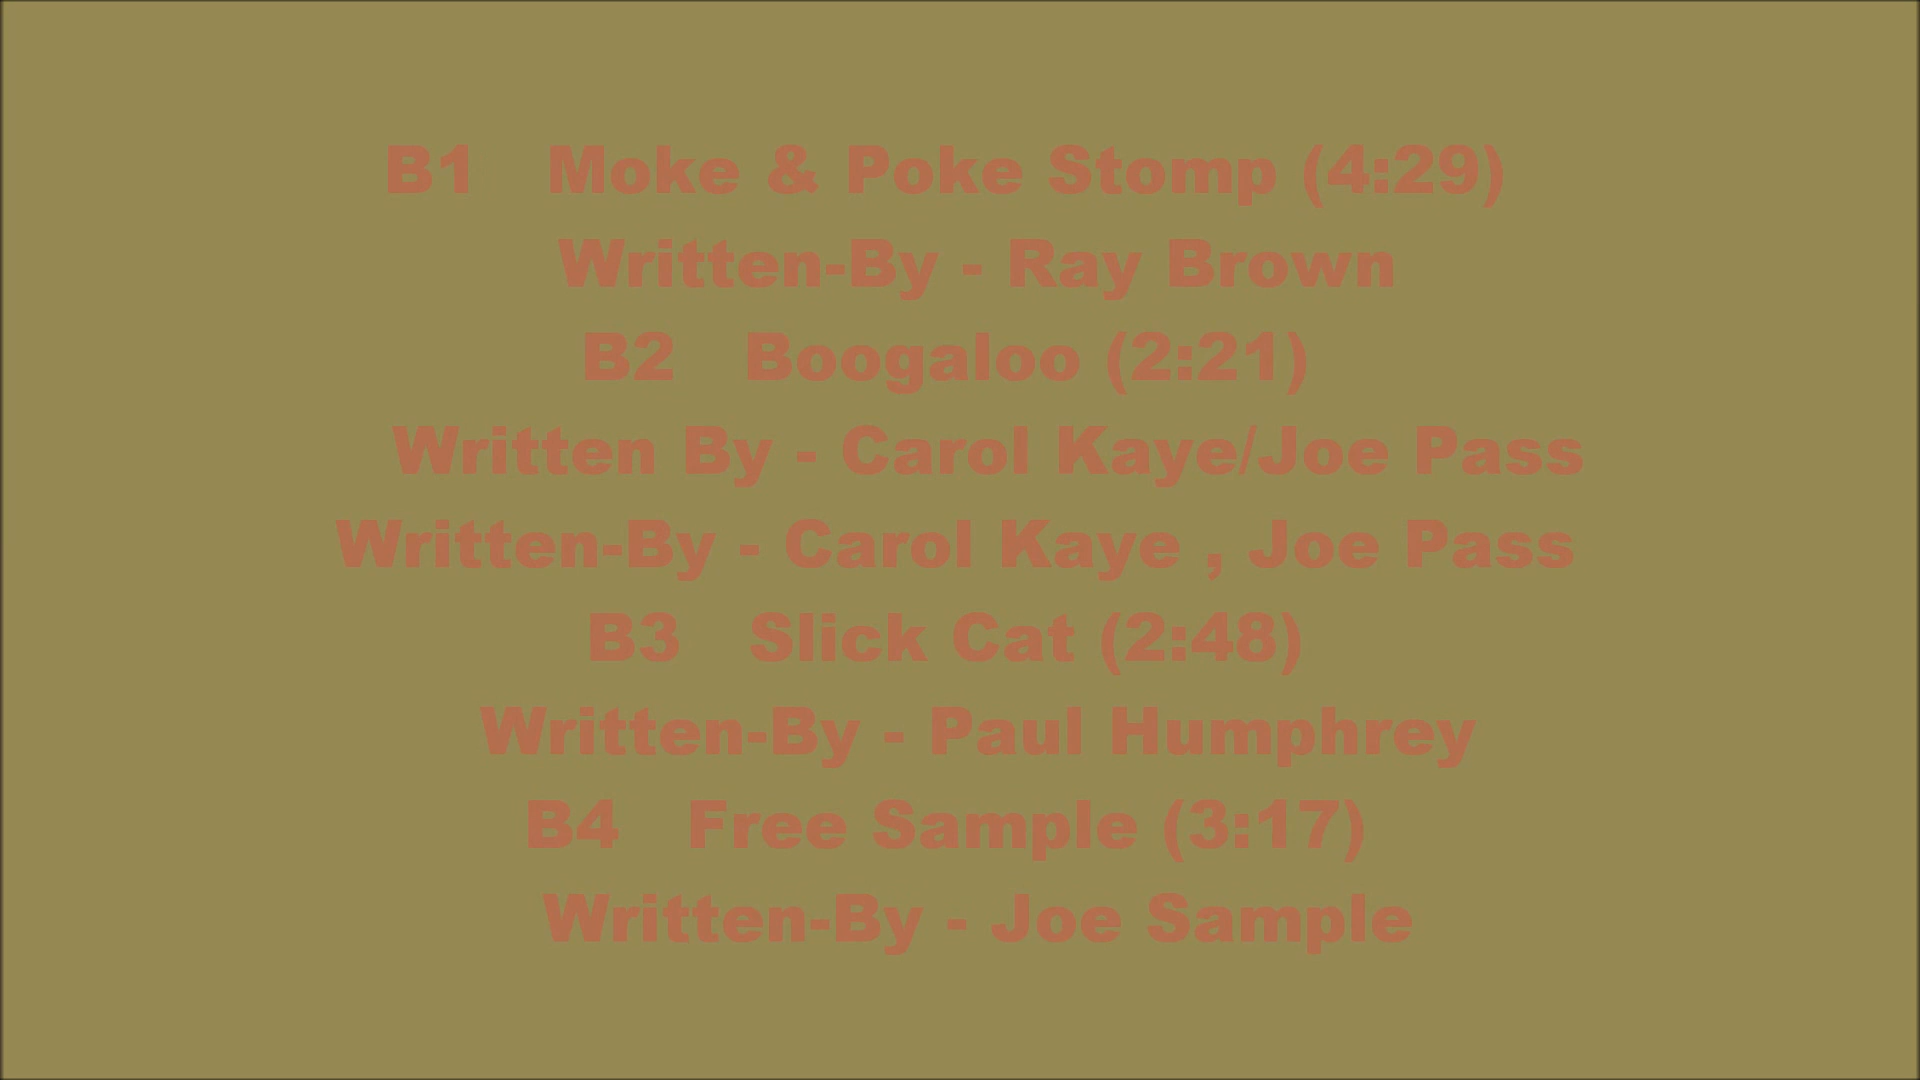 B1   Moke & Poke Stomp (4:29)
Written-By - Ray Brown
B2   Boogaloo (2:21)
Written By - Carol Kaye/Joe Pass
Written-By - Carol Kaye , Joe Pass
B3   Slick Cat (2:48)
Written-By - Paul Humphrey
B4   Free Sample (3:17)
Written-By - Joe Sample